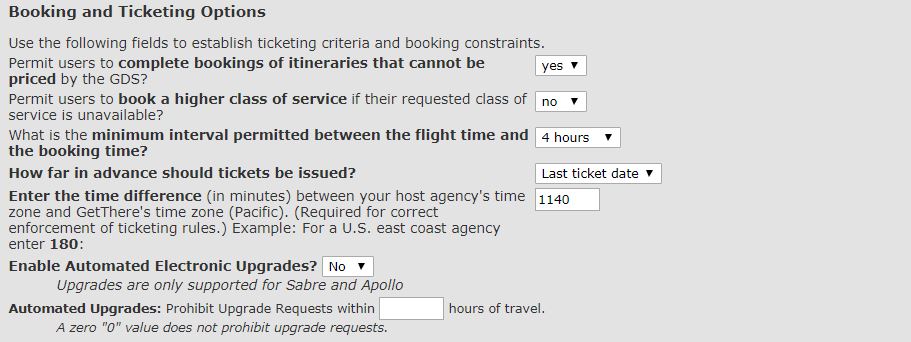 Booking and Ticketing Options
Use the following fields to establish ticketing criteria and booking constraints.
Permit users to complete bookings of itineraries that cannot be
priced by the GDS?
yes
Permit users to book a higher class of service if their requested class of
service is unavailable?
no
What is the minimum interval permitted between the flight time and
the booking time?
4 hours
How far in advance should tickets be issued?
Last ticket date
Enter the time difference (in minutes) between your host agency's time
zone and GetThere's time zone (Pacific). (Required for correct
enforcement of ticketing rules.) Example: For a U.S. east coast agency
enter 180:
1140
Enable Automated Electronic Upgrades? No
Upgrades are only supported for Sabre and Apollo
Automated Upgrades: Prohibit Upgrade Requests within hours of travel.
A zero "0" value does not prohibit upgrade requests.